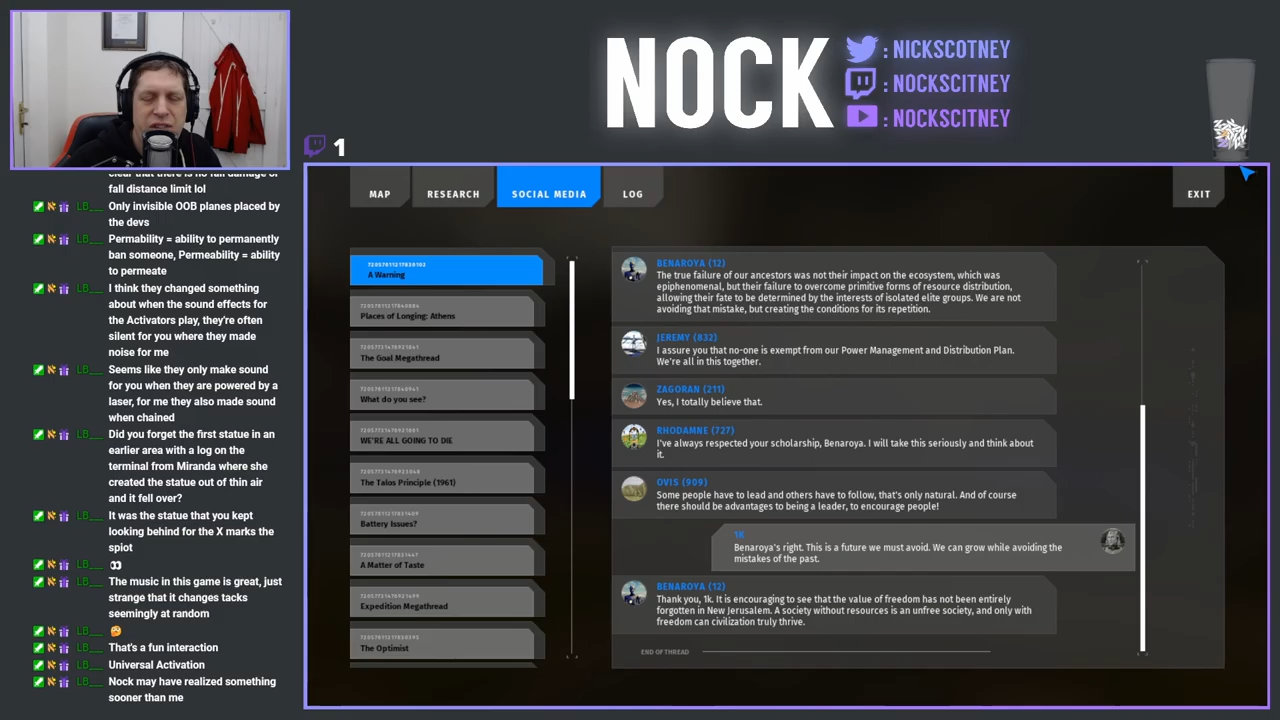 NOCK
: NICKSCOTNEY
: NOCKSCITNEY
: NOCKSCITNEY
1
clear that there is no fall damage or
fall distance limit lol
LB__ Only invisible OOB planes placed by
the devs
LB__ Permability = ability to permanently
ban someone, Permeability = ability
to permeate
LB__ I think they changed something
about when the sound effects for
the Activators play, they're often
silent for you where they made
noise for me
LB__ Seems like they only make sound
for you when they are powered by a
laser, for me they also made sound
when chained
LB__ Did you forget the first statue in an
earlier area with a log on the
terminal from Miranda where she
created the statue out of thin air
and it fell over?
LB__ It was the statue that you kept
looking behind for the X marks the
spiot
LB__
LB__ The music in this game is great, just
strange that it changes tacks
seemingly at random
LB__
LB__ That's a fun interaction
LB__ Universal Activation
LB__ Nock may have realized something
sooner than me
MAP
RESEARCH
SOCIAL MEDIA
LOG
EXIT
A Warning
Places of Longing: Athens
The Goal Megathread
What do you see?
WE'RE ALL GOING TO DIE
The Talos Principle (1961)
Battery Issues?
A Matter of Taste
Expedition Megathread
The Optimist
BENAROYA (12)
The true failure of our ancestors was not their impact on the ecosystem, which was
epiphenomenal, but their failure to overcome primitive forms of resource distribution,
allowing their fate to be determined by the interests of isolated elite groups. We are not
avoiding that mistake, but creating the conditions for its repetition.
JEREMY (832)
I assure you that no-one is exempt from our Power Management and Distribution Plan.
We're all in this together.
ZAGORAN (211)
Yes, I totally believe that.
RHODAMNE (727)
I've always respected your scholarship, Benaroya. I will take this seriously and think about
it.
OVIS (909)
Some people have to lead and others have to follow, that's only natural. And of course
there should be advantages to being a leader, to encourage people!
1K
Benaroya's right. This is a future we must avoid. We can grow while avoiding the
mistakes of the past.
BENAROYA (12)
Thank you, 1k. It is encouraging to see that the value of freedom has not been entirely
forgotten in New Jerusalem. A society without resources is an unfree society, and only with
freedom can civilization truly thrive.
END OF THREAD